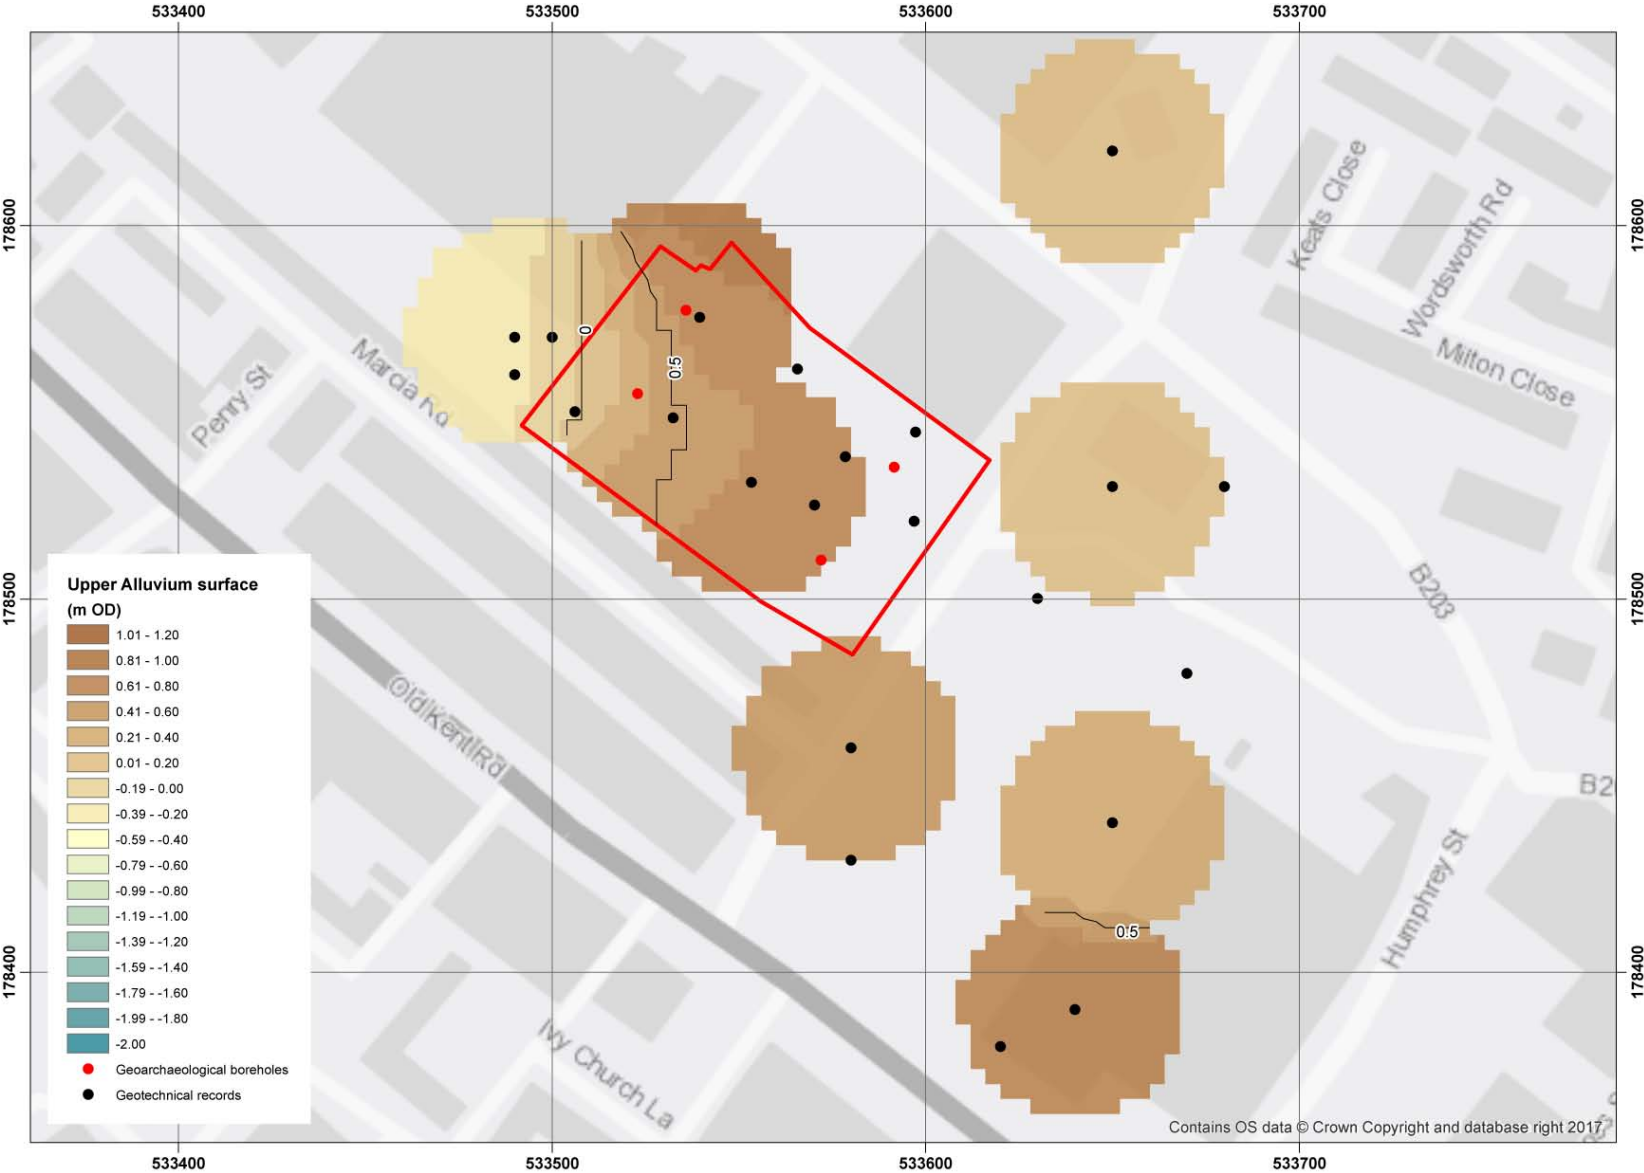 533400 533500 533600 533700
178600 178600
Keats Close
Wordsworth Rd
Milton Close
0
0.5
Marcia Rd
Penry St
178500 178500
B203
Upper Alluvium surface
(m OD)
1.01 - 1.20
0.81 - 1.00
0.61 - 0.80
0.41 - 0.60
0.21 - 0.40
0.01 - 0.20
-0.19 - 0.00
-0.39 - -0.20
-0.59 - -0.40
-0.79 - -0.60
-0.99 - -0.80
-1.19 - -1.00
-1.39 - -1.20
-1.59 - -1.40
-1.79 - -1.60
-1.99 - -1.80
-2.00
Geoarchaeological boreholes
Geotechnical records
Old Kent Rd
B2
Humphrey St
0.5
178400 178400
Ivy Church La
Contains OS data © Crown Copyright and database right 2017
533400 533500 533600 533700